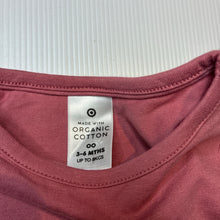 MADE WITH
ORGANIC
COTTON
00
3-6 MTHS
UP TO 8KGS